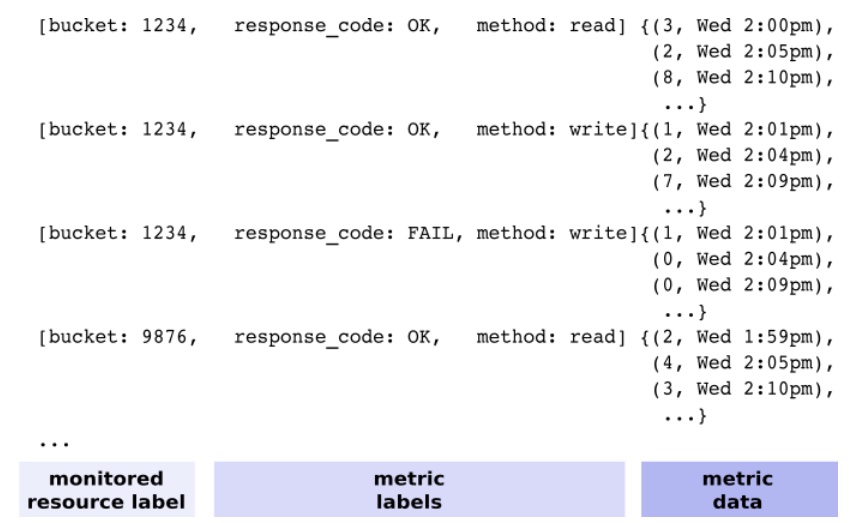 [bucket: 1234, response_code: OK, method: read] {(3, Wed 2:00pm),
(2, Wed 2:05pm),
(8, Wed 2:10pm),
...}
[bucket: 1234, response_code: OK, method: write]{(1, Wed 2:01pm),
(2, Wed 2:04pm),
(7, Wed 2:09pm),
...}
[bucket: 1234, response_code: FAIL, method: write]{(1, Wed 2:01pm),
(0, Wed 2:04pm),
(0, Wed 2:09pm),
...}
[bucket: 9876, response_code: OK, method: read] {(2, Wed 1:59pm),
(4, Wed 2:05pm),
(3, Wed 2:10pm),
...}
...
monitored
resource label
metric
labels
metric
data